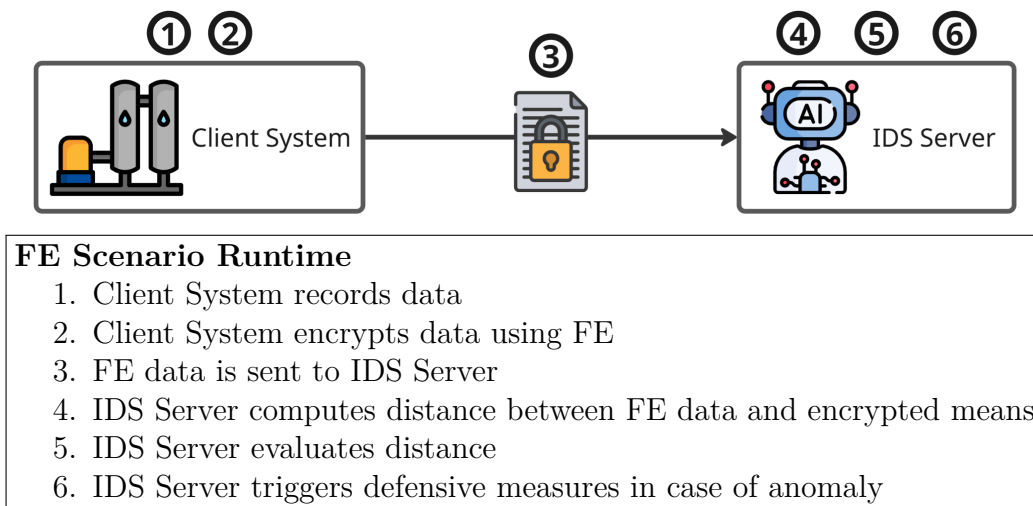 1 2 3 4 5 6
Client System
AI
IDS Server
FE Scenario Runtime
1. Client System records data
2. Client System encrypts data using FE
3. FE data is sent to IDS Server
4. IDS Server computes distance between FE data and encrypted means
5. IDS Server evaluates distance
6. IDS Server triggers defensive measures in case of anomaly